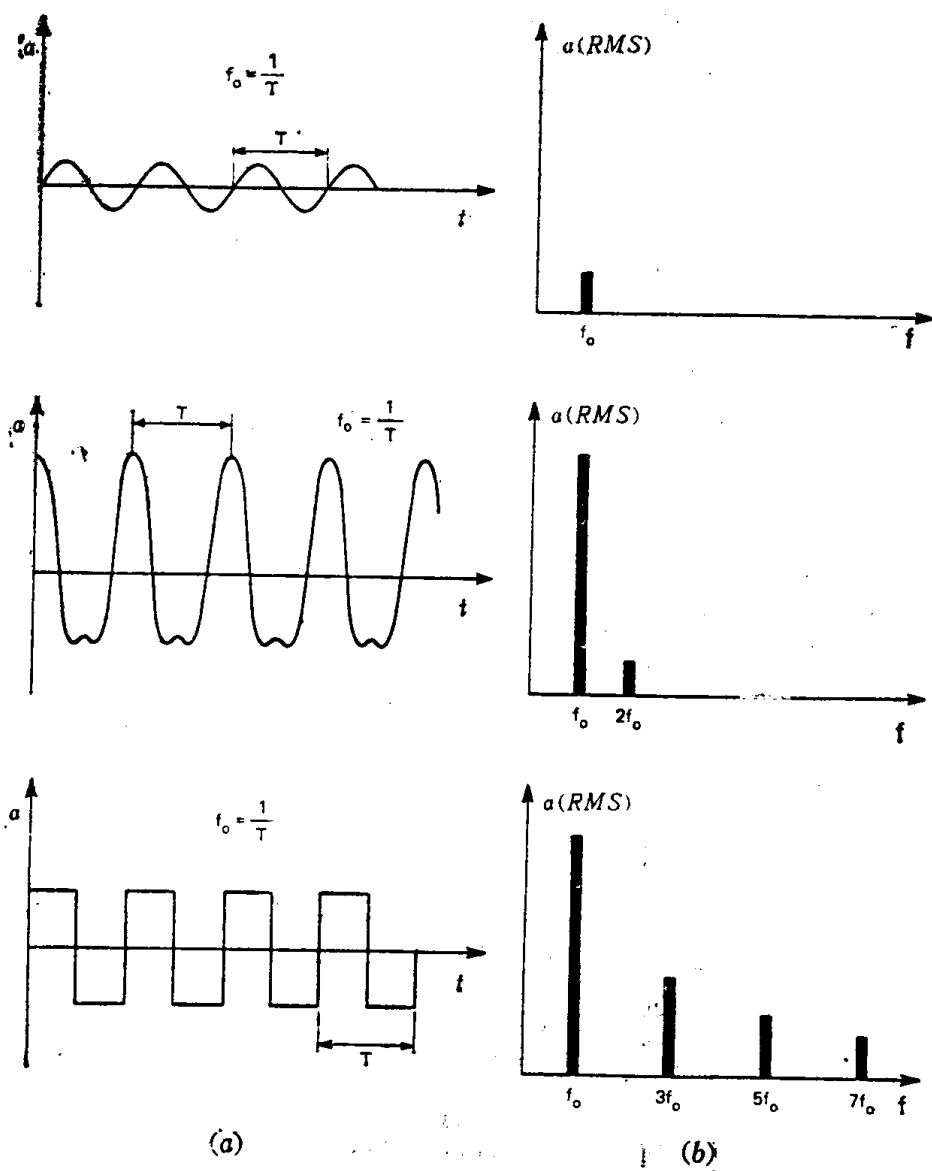 a
f₀ = 1/T
T
t
a(RMS)
f₀
f
a
T
f₀ = 1/T
t
a(RMS)
f₀ 2f₀
f
a
f₀ = 1/T
t
T
a(RMS)
f₀ 3f₀ 5f₀ 7f₀ f
(a)
(b)